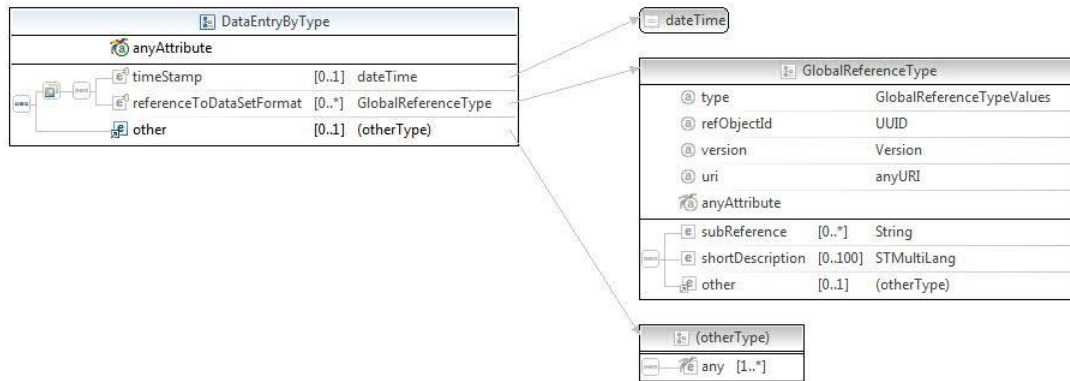 DataEntryByType
anyAttribute
timeStamp [0..1] dateTime
referenceToDataSetFormat [0..*] GlobalReferenceType
other [0..1] (otherType)
dateTime
GlobalReferenceType
type GlobalReferenceTypeValues
refObjectId UUID
version Version
uri anyURI
anyAttribute
subReference [0..*] String
shortDescription [0..100] STMultiLang
other [0..1] (otherType)
(otherType)
any [1..*]